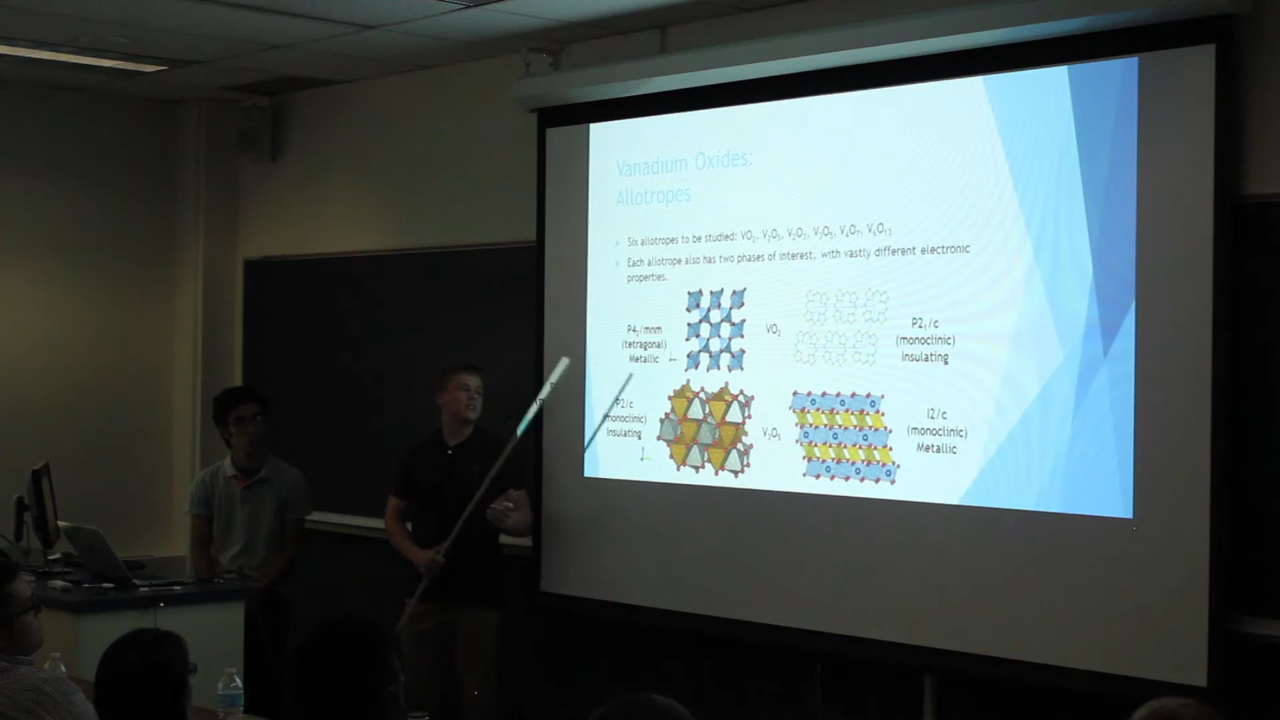 Vanadium Oxides:
Allotropes
Six allotropes to be studied: VO₂, V₂O₅, V₂O₃, V₃O₅, V₄O₇, V₆O₁₃
Each allotrope also has two phases of interest, with vastly different electronic
properties.
P4₂/mnm
(tetragonal)
Metallic
VO₂
P2₁/c
(monoclinic)
Insulating
P2/c
(monoclinic)
Insulating
V₃O₅
I2/c
(monoclinic)
Metallic